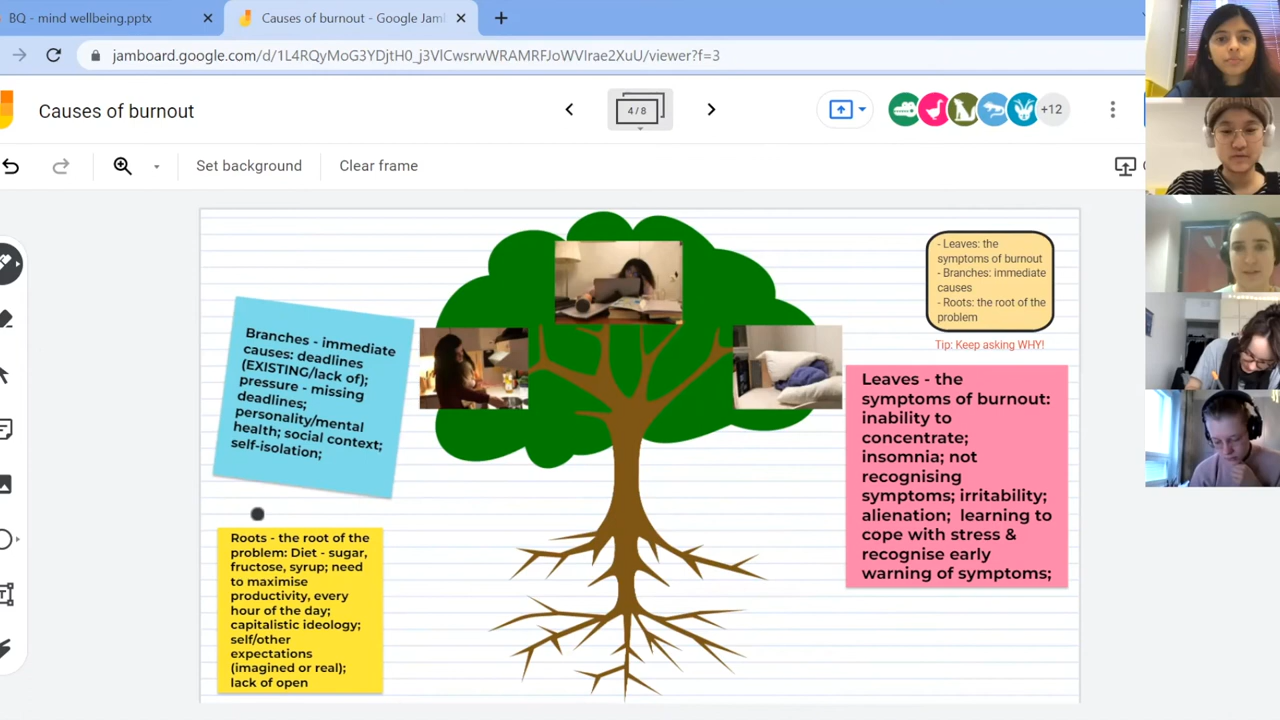 BQ - mind wellbeing.pptx
Causes of burnout - Google Jam
jamboard.google.com/d/
/viewer?f=3
Causes of burnout
4 / 8
+12
Set background
Clear frame
- Leaves: the
symptoms of burnout
- Branches: immediate
causes
- Roots: the root of the
problem
Tip: Keep asking WHY!
Branches - immediate
causes: deadlines
(EXISTING/lack of);
pressure - missing
deadlines;
personality/mental
health; social context;
self-isolation;
Leaves - the
symptoms of burnout:
inability to
concentrate;
insomnia; not
recognising
symptoms; irritability;
alienation; learning to
cope with stress &
recognise early
warning of symptoms;
Roots - the root of the
problem: Diet - sugar,
fructose, syrup; need
to maximise
productivity, every
hour of the day;
capitalistic ideology;
self/other
expectations
(imagined or real);
lack of open